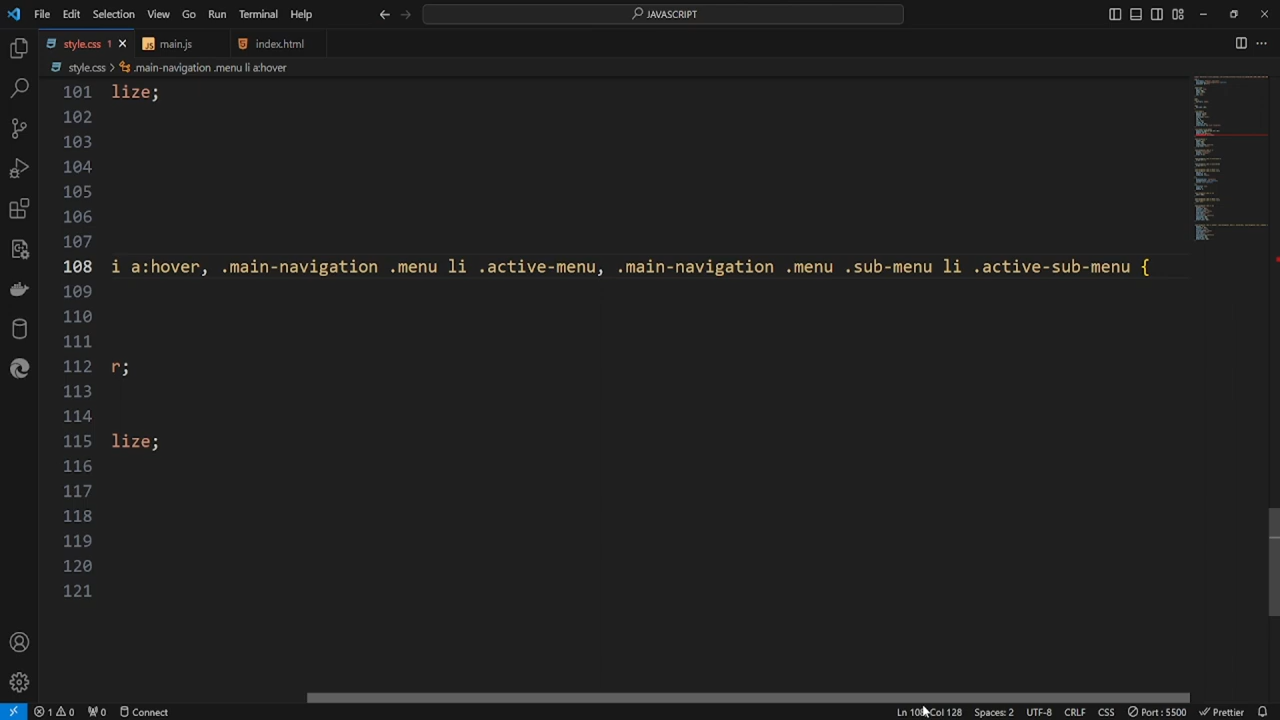 File Edit Selection View Go Run Terminal Help
JAVASCRIPT
style.css 1
main.js
index.html
style.css > .main-navigation .menu li a:hover
101 lize;
102
103
104
105
106
107
108 i a:hover, .main-navigation .menu li .active-menu, .main-navigation .menu .sub-menu li .active-sub-menu {
109
110
111
112 r;
113
114
115 lize;
116
117
118
119
120
121
1 0 0 Connect Ln 108, Col 128 Spaces: 2 UTF-8 CRLF CSS Port : 5500 Prettier